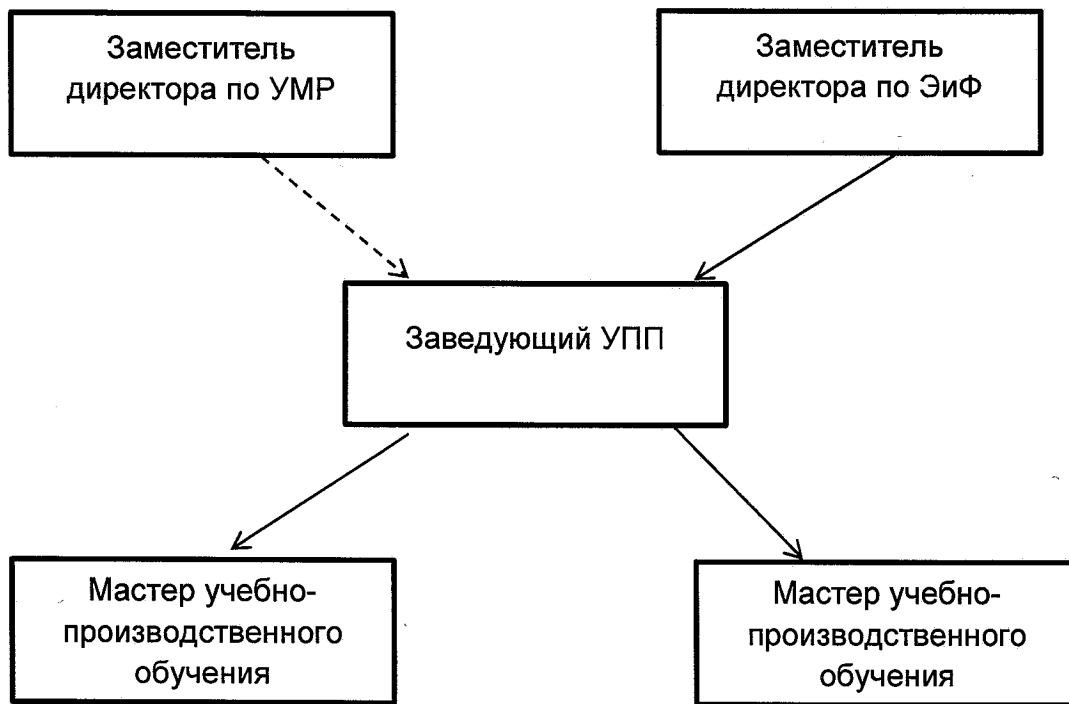 Заместитель
директора по УМР
Заместитель
директора по ЭиФ
Заведующий УПП
Мастер учебно-
производственного
обучения
Мастер учебно-
производственного
обучения